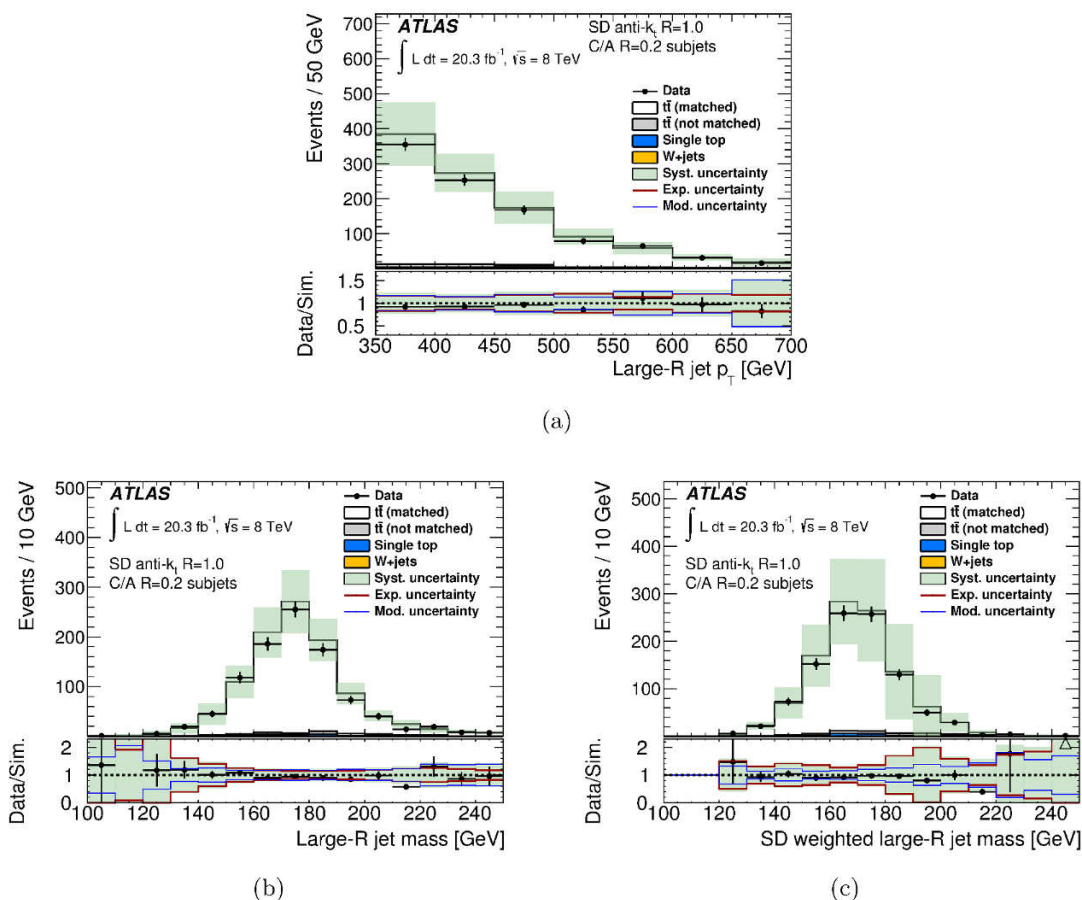 ATLAS
∫ L dt = 20.3 fb⁻¹, √s = 8 TeV
SD anti-kₜ R=1.0
C/A R=0.2 subjets
Data
tt̄ (matched)
tt̄ (not matched)
Single top
W+jets
Syst. uncertainty
Exp. uncertainty
Mod. uncertainty
Events / 50 GeV
700
600
500
400
300
200
100
Data/Sim.
1.5
1
0.5
350 400 450 500 550 600 650 700
Large-R jet p_T [GeV]
(a)
ATLAS
∫ L dt = 20.3 fb⁻¹, √s = 8 TeV
SD anti-kₜ R=1.0
C/A R=0.2 subjets
Data
tt̄ (matched)
tt̄ (not matched)
Single top
W+jets
Syst. uncertainty
Exp. uncertainty
Mod. uncertainty
Events / 10 GeV
500
400
300
200
100
Data/Sim.
2
1
0
100 120 140 160 180 200 220 240
Large-R jet mass [GeV]
(b)
ATLAS
∫ L dt = 20.3 fb⁻¹, √s = 8 TeV
SD anti-kₜ R=1.0
C/A R=0.2 subjets
Data
tt̄ (matched)
tt̄ (not matched)
Single top
W+jets
Syst. uncertainty
Exp. uncertainty
Mod. uncertainty
Events / 10 GeV
500
400
300
200
100
Data/Sim.
2
1
0
100 120 140 160 180 200 220 240
SD weighted large-R jet mass [GeV]
(c)